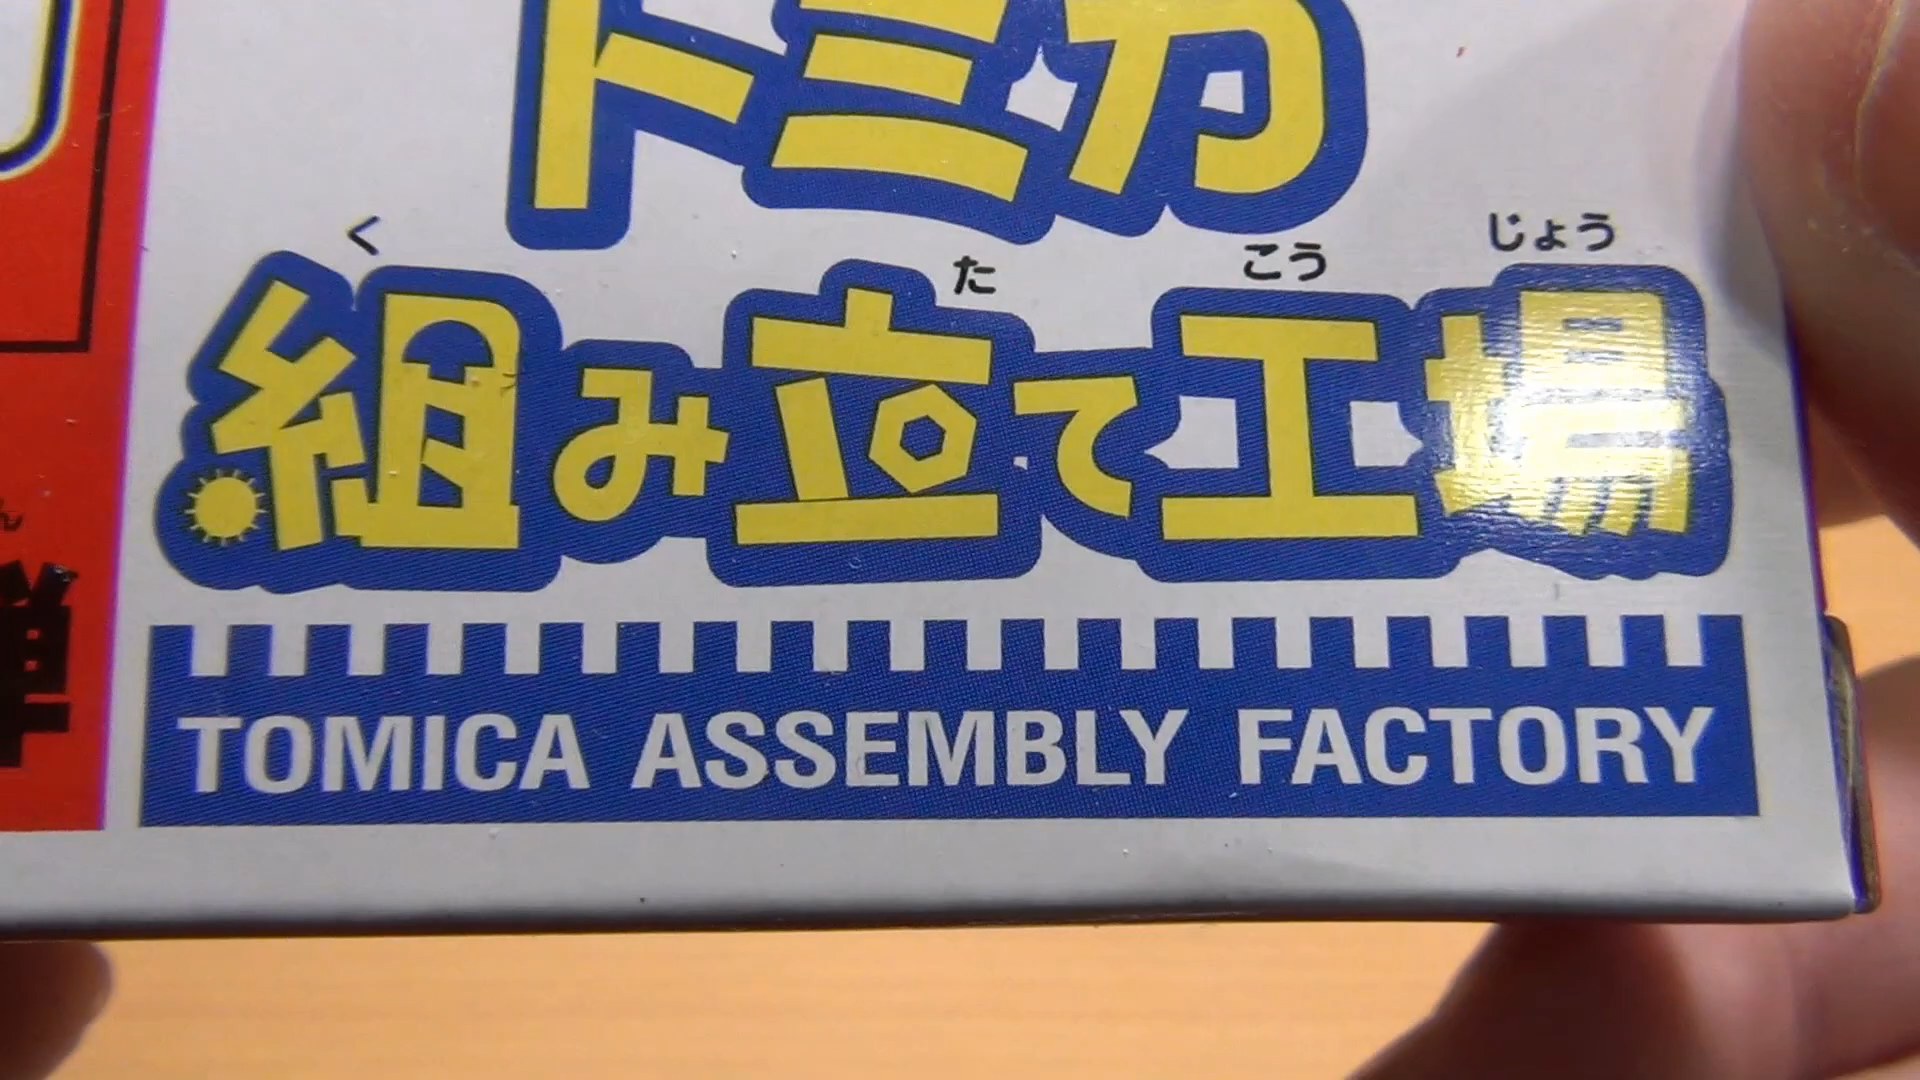 トミカ
く た こう じょう
組み立て工場
TOMICA ASSEMBLY FACTORY
弾